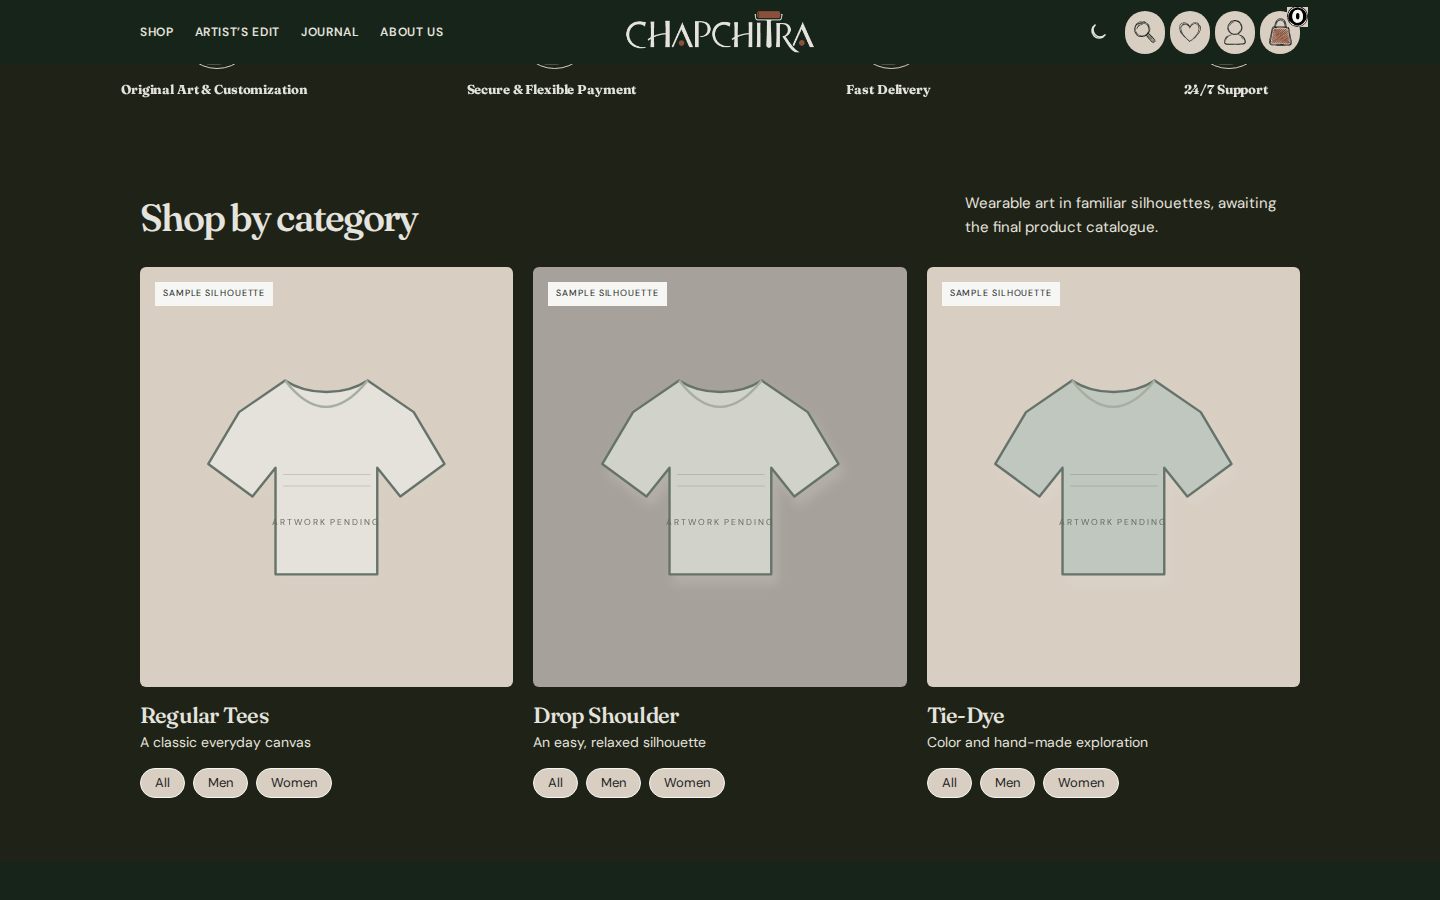 SHOP ARTIST'S EDIT JOURNAL ABOUT US
CHAPCHITRA
0
Original Art & Customization
Secure & Flexible Payment
Fast Delivery
24/7 Support
Shop by category
Wearable art in familiar silhouettes, awaiting
the final product catalogue.
SAMPLE SILHOUETTE
ARTWORK PENDING
Regular Tees
A classic everyday canvas
All Men Women
SAMPLE SILHOUETTE
ARTWORK PENDING
Drop Shoulder
An easy, relaxed silhouette
All Men Women
SAMPLE SILHOUETTE
ARTWORK PENDING
Tie-Dye
Color and hand-made exploration
All Men Women